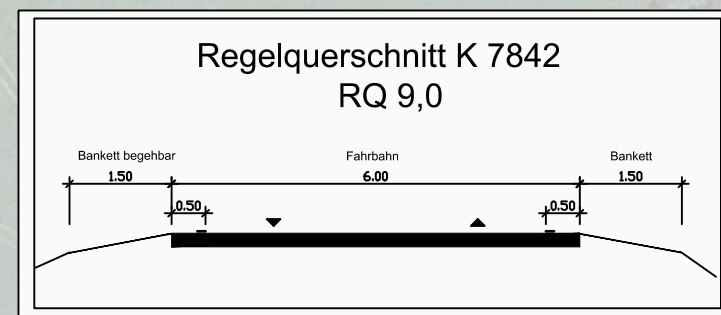 Regelquerschnitt K 7842
RQ 9,0
Bankett begehbar Fahrbahn Bankett
1.50 6.00 1.50
0.50 0.50